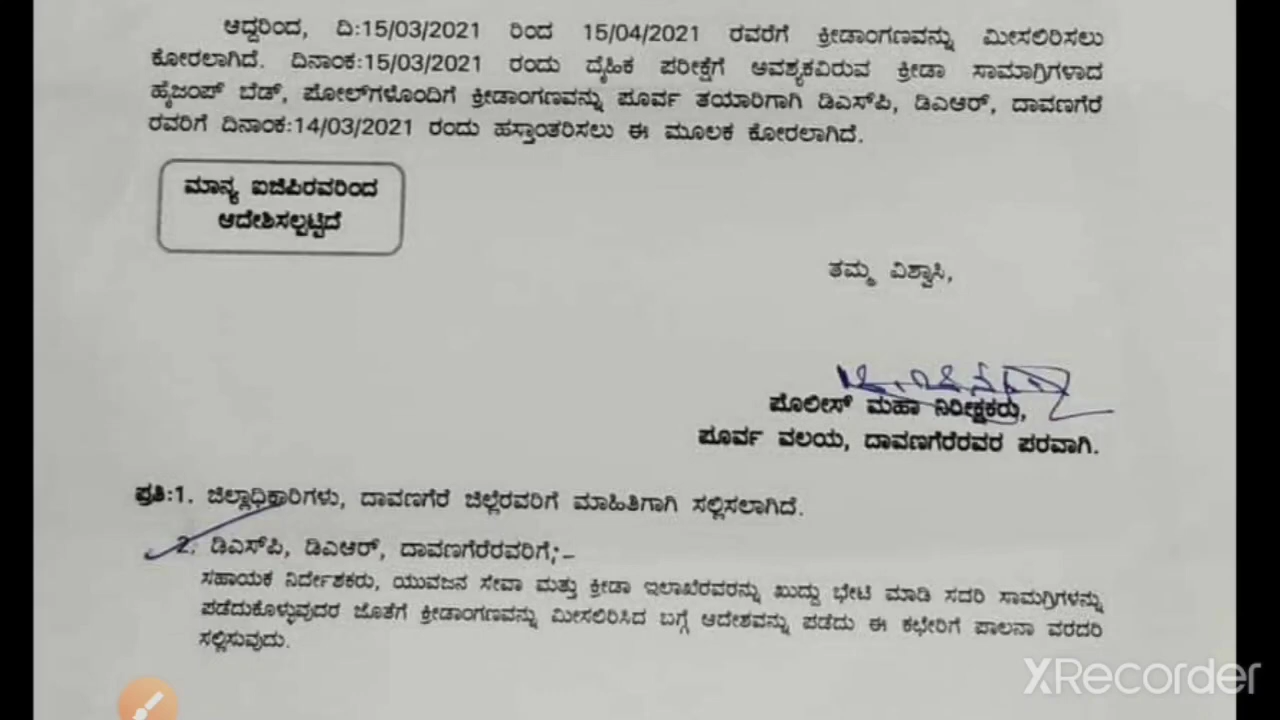 ಆದ್ದರಿಂದ, ದಿ:15/03/2021 ರಿಂದ 15/04/2021 ರವರೆಗೆ ಕ್ರೀಡಾಂಗಣವನ್ನು ಮೀಸಲಿರಿಸಲು
ಕೋರಲಾಗಿದೆ. ದಿನಾಂಕ:15/03/2021 ರಂದು ದೈಹಿಕ ಪರೀಕ್ಷೆಗೆ ಅವಶ್ಯಕವಿರುವ ಕ್ರೀಡಾ ಸಾಮಾಗ್ರಿಗಳಾದ
ಹೈಜಂಪ್ ಬೆಡ್, ಪೋಲ್‌ಗಳೊಂದಿಗೆ ಕ್ರೀಡಾಂಗಣವನ್ನು ಪೂರ್ವ ತಯಾರಿಗಾಗಿ ಡಿಎಸ್‌ಪಿ, ಡಿಎಆರ್, ದಾವಣಗೆರೆ
ರವರಿಗೆ ದಿನಾಂಕ:14/03/2021 ರಂದು ಹಸ್ತಾಂತರಿಸಲು ಈ ಮೂಲಕ ಕೋರಲಾಗಿದೆ.
ಮಾನ್ಯ ಐಜಿಪಿರವರಿಂದ
ಆದೇಶಿಸಲ್ಪಟ್ಟಿದೆ
ತಮ್ಮ ವಿಶ್ವಾಸಿ,
ಪೊಲೀಸ್ ಮಹಾ ನಿರೀಕ್ಷಕರು,
ಪೂರ್ವ ವಲಯ, ದಾವಣಗೆರೆರವರ ಪರವಾಗಿ.
ಪ್ರತಿ:1. ಜಿಲ್ಲಾಧಿಕಾರಿಗಳು, ದಾವಣಗೆರೆ ಜಿಲ್ಲೆರವರಿಗೆ ಮಾಹಿತಿಗಾಗಿ ಸಲ್ಲಿಸಲಾಗಿದೆ.
2. ಡಿಎಸ್‌ಪಿ, ಡಿಎಆರ್, ದಾವಣಗೆರೆರವರಿಗೆ;–
ಸಹಾಯಕ ನಿರ್ದೇಶಕರು, ಯುವಜನ ಸೇವಾ ಮತ್ತು ಕ್ರೀಡಾ ಇಲಾಖೆರವರನ್ನು ಖುದ್ದು ಭೇಟಿ ಮಾಡಿ ಸದರಿ ಸಾಮಗ್ರಿಗಳನ್ನು
ಪಡೆದುಕೊಳ್ಳುವುದರ ಜೊತೆಗೆ ಕ್ರೀಡಾಂಗಣವನ್ನು ಮೀಸಲಿರಿಸಿದ ಬಗ್ಗೆ ಆದೇಶವನ್ನು ಪಡೆದು ಈ ಕಛೇರಿಗೆ ಪಾಲನಾ ವರದರಿ
ಸಲ್ಲಿಸುವುದು.
XRecorder